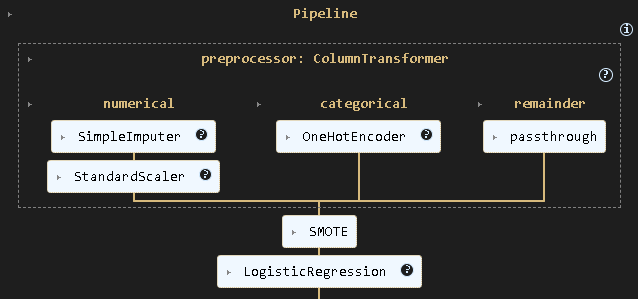 Pipeline
i
preprocessor: ColumnTransformer
?
numerical
categorical
remainder
SimpleImputer ?
OneHotEncoder ?
passthrough
StandardScaler ?
SMOTE
LogisticRegression ?